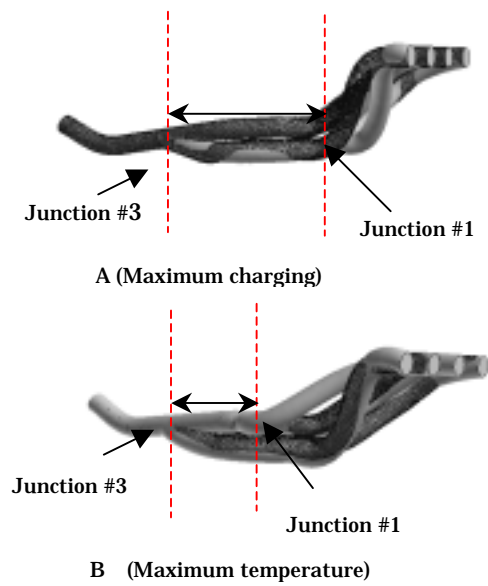 Junction #3
Junction #1
A (Maximum charging)
Junction #3
Junction #1
B (Maximum temperature)